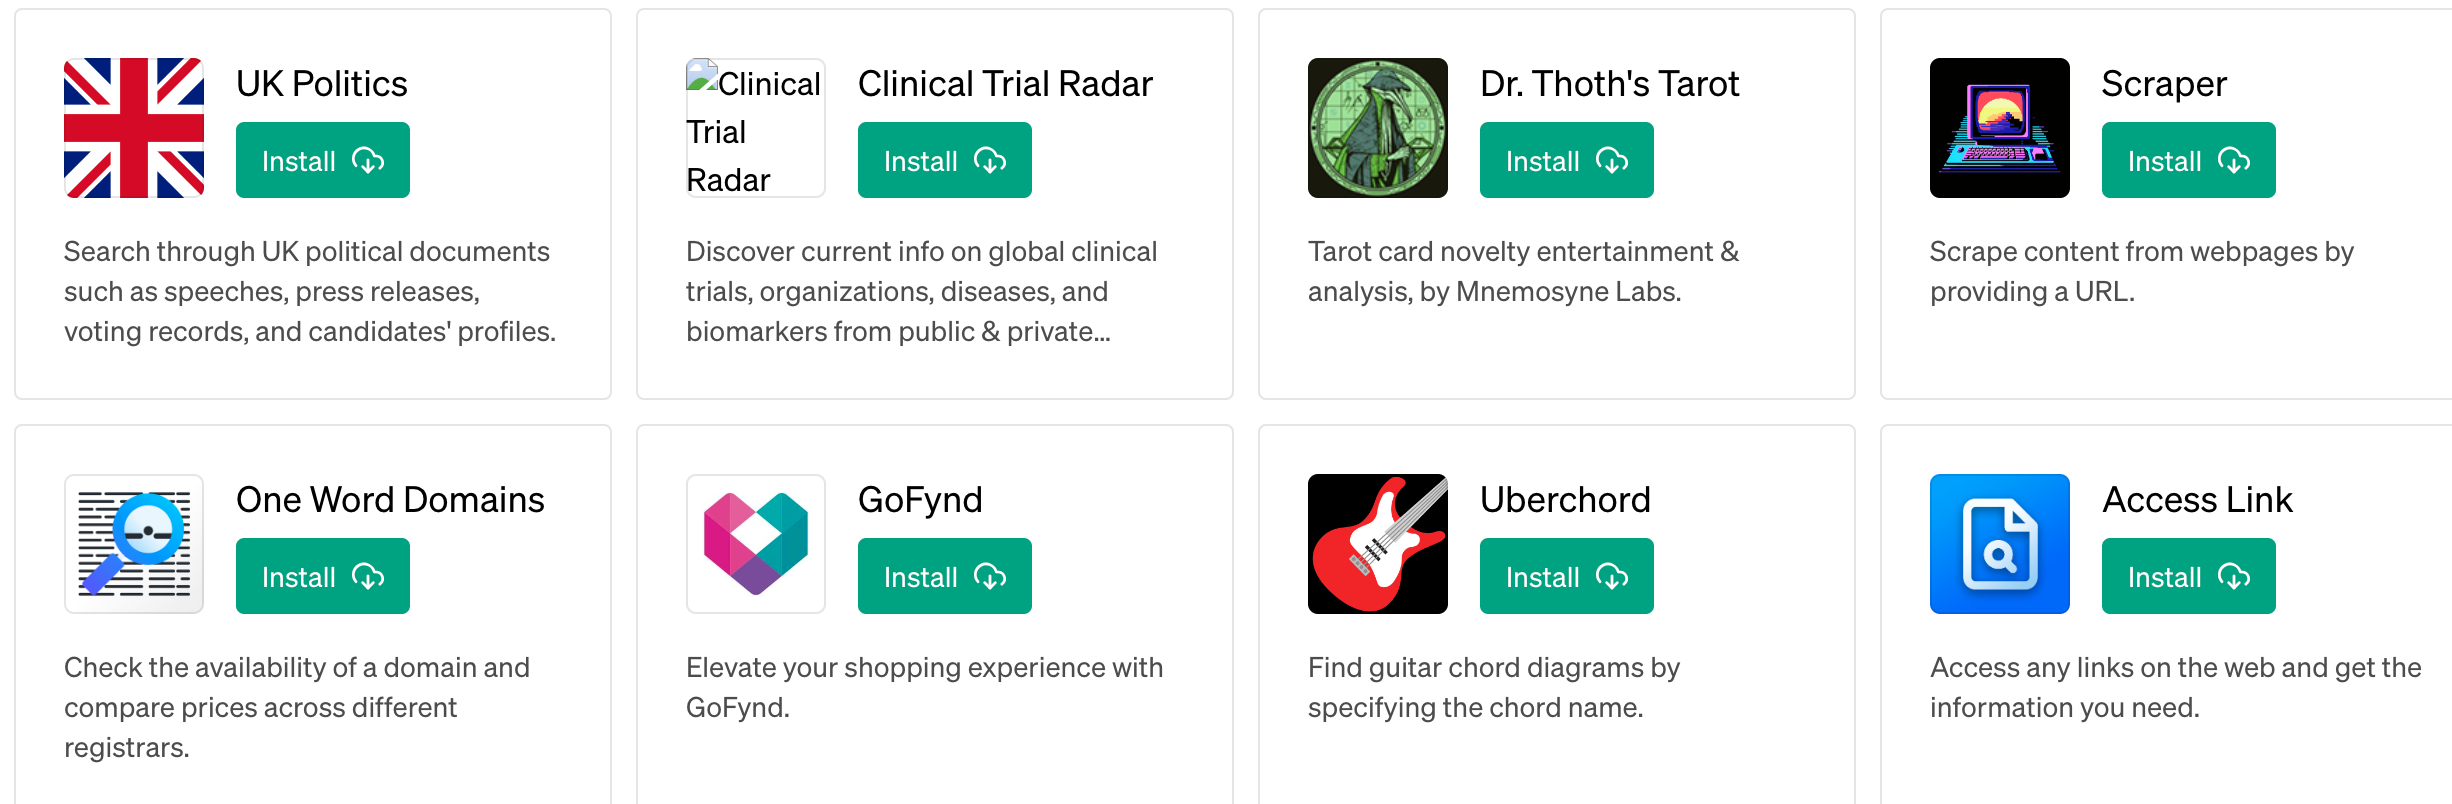 UK Politics
Install
Search through UK political documents
such as speeches, press releases,
voting records, and candidates' profiles.
Clinical
Trial
Radar
Clinical Trial Radar
Install
Discover current info on global clinical
trials, organizations, diseases, and
biomarkers from public & private...
Dr. Thoth's Tarot
Install
Tarot card novelty entertainment &
analysis, by Mnemosyne Labs.
Scraper
Install
Scrape content from webpages by
providing a URL.
One Word Domains
Install
Check the availability of a domain and
compare prices across different
registrars.
GoFynd
Install
Elevate your shopping experience with
GoFynd.
Uberchord
Install
Find guitar chord diagrams by
specifying the chord name.
Access Link
Install
Access any links on the web and get the
information you need.